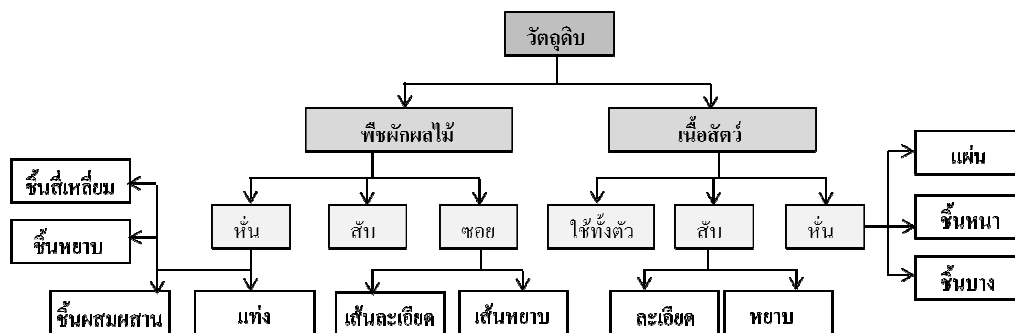 วัตถุดิบ
พืชผักผลไม้
เนื้อสัตว์
แผ่น
ชิ้นสี่เหลี่ยม
หั่น
สับ
ซอย
ใช้ทั้งตัว
สับ
หั่น
ชิ้นหนา
ชิ้นหยาบ
ชิ้นบาง
ชิ้นผสมผสาน
แท่ง
เส้นละเอียด
เส้นหยาบ
ละเอียด
หยาบ